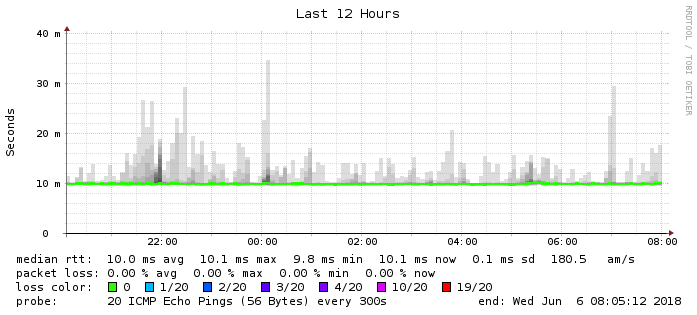 Last 12 Hours
RRDTOOL / TOBI OETIKER
Seconds
40 m
30 m
20 m
10 m
0
22:00 00:00 02:00 04:00 06:00 08:00
median rtt: 10.0 ms avg 10.1 ms max 9.8 ms min 10.1 ms now 0.1 ms sd 180.5 am/s
packet loss: 0.00 % avg 0.00 % max 0.00 % min 0.00 % now
loss color: 0 1/20 2/20 3/20 4/20 10/20 19/20
probe: 20 ICMP Echo Pings (56 Bytes) every 300s end: Wed Jun 6 08:05:12 2018